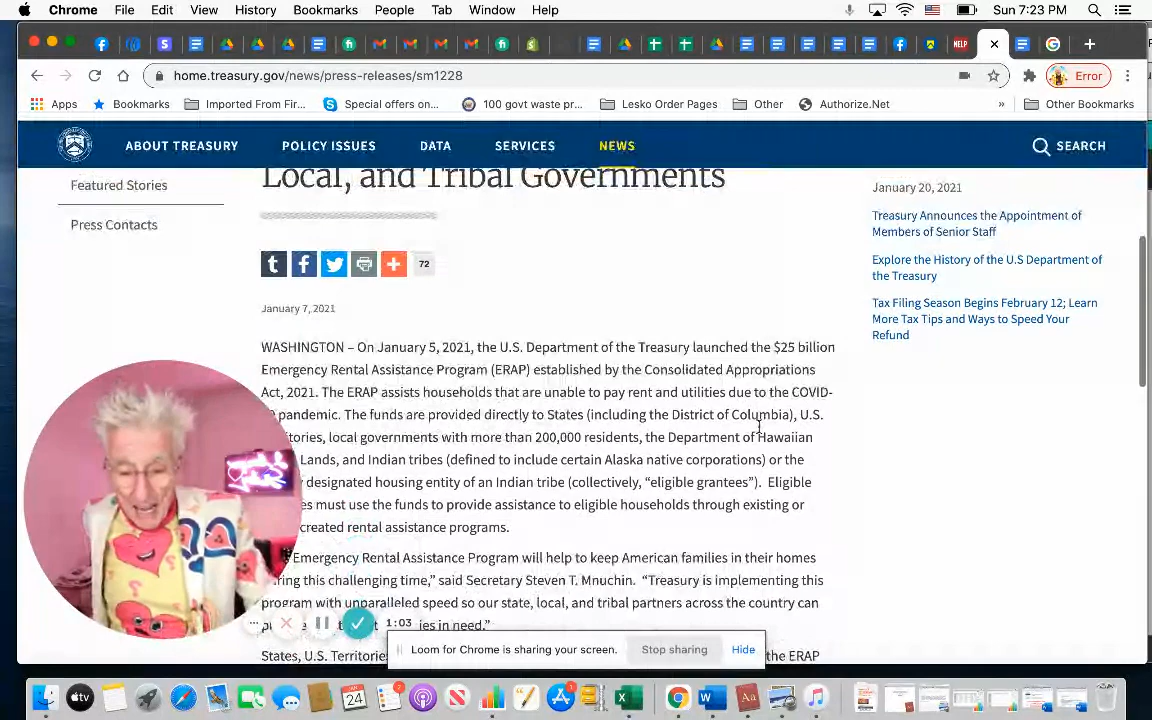 Chrome File Edit View History Bookmarks People Tab Window Help Sun 7:23 PM
home.treasury.gov/news/press-releases/sm1228 Error
Apps Bookmarks Imported From Fir... Special offers on... 100 govt waste pr... Lesko Order Pages Other Authorize.Net » Other Bookmarks
ABOUT TREASURY POLICY ISSUES DATA SERVICES NEWS SEARCH
Local, and Tribal Governments
Featured Stories
Press Contacts
72
January 7, 2021
WASHINGTON – On January 5, 2021, the U.S. Department of the Treasury launched the $25 billion
Emergency Rental Assistance Program (ERAP) established by the Consolidated Appropriations
Act, 2021. The ERAP assists households that are unable to pay rent and utilities due to the COVID-
pandemic. The funds are provided directly to States (including the District of Columbia), U.S.
local governments with more than 200,000 residents, the Department of Hawaiian
Lands, and Indian tribes (defined to include certain Alaska native corporations) or the
designated housing entity of an Indian tribe (collectively, “eligible grantees”). Eligible
must use the funds to provide assistance to eligible households through existing or
created rental assistance programs.
Emergency Rental Assistance Program will help to keep American families in their homes
this challenging time,” said Secretary Steven T. Mnuchin. “Treasury is implementing this
program with unparalleled speed so our state, local, and tribal partners across the country can
in need.”
States, U.S. Territories the ERAP
January 20, 2021
Treasury Announces the Appointment of
Members of Senior Staff
Explore the History of the U.S Department of
the Treasury
Tax Filing Season Begins February 12; Learn
More Tax Tips and Ways to Speed Your
Refund
1:03
Loom for Chrome is sharing your screen. Stop sharing Hide